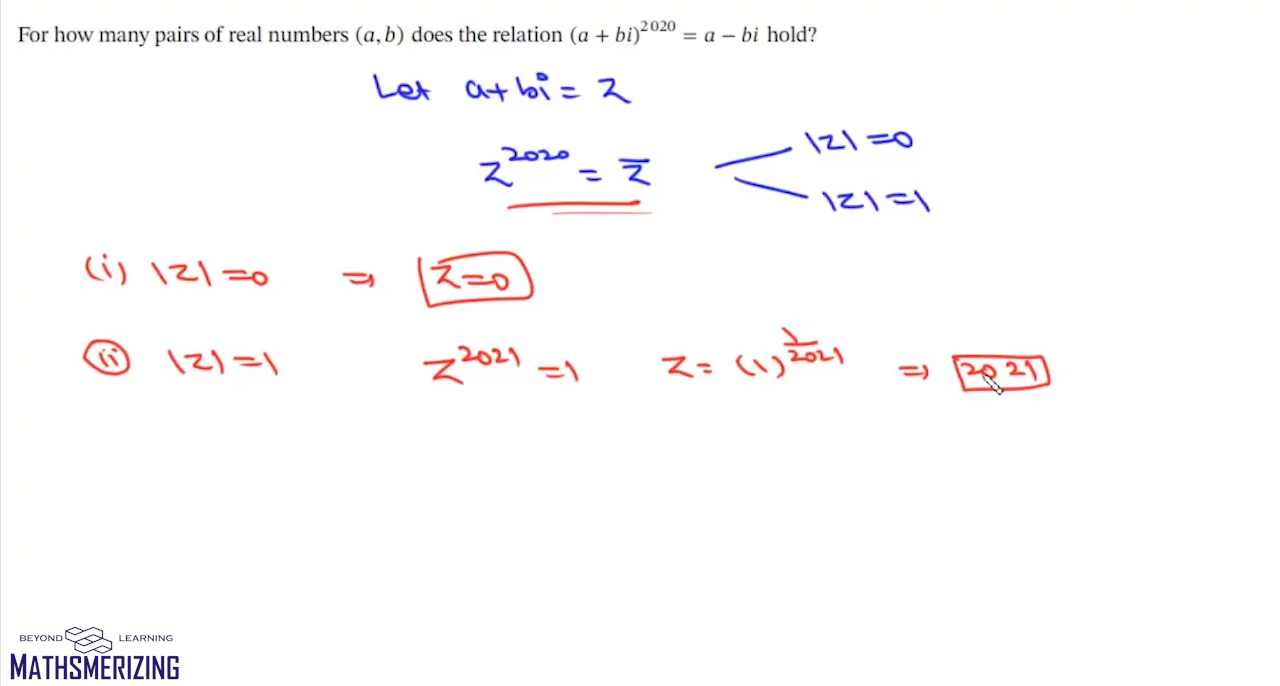 For how many pairs of real numbers (a, b) does the relation (a + bi)^2020 = a − bi hold?
Let a+bi = z
z^2020 = z̅
|z| = 0
|z| = 1
(i) |z| = 0 ⇒ z = 0
(ii) |z| = 1 z^2021 = 1 z = (1)^1/2021 ⇒ 2021
BEYOND LEARNING
MATHSMERIZING